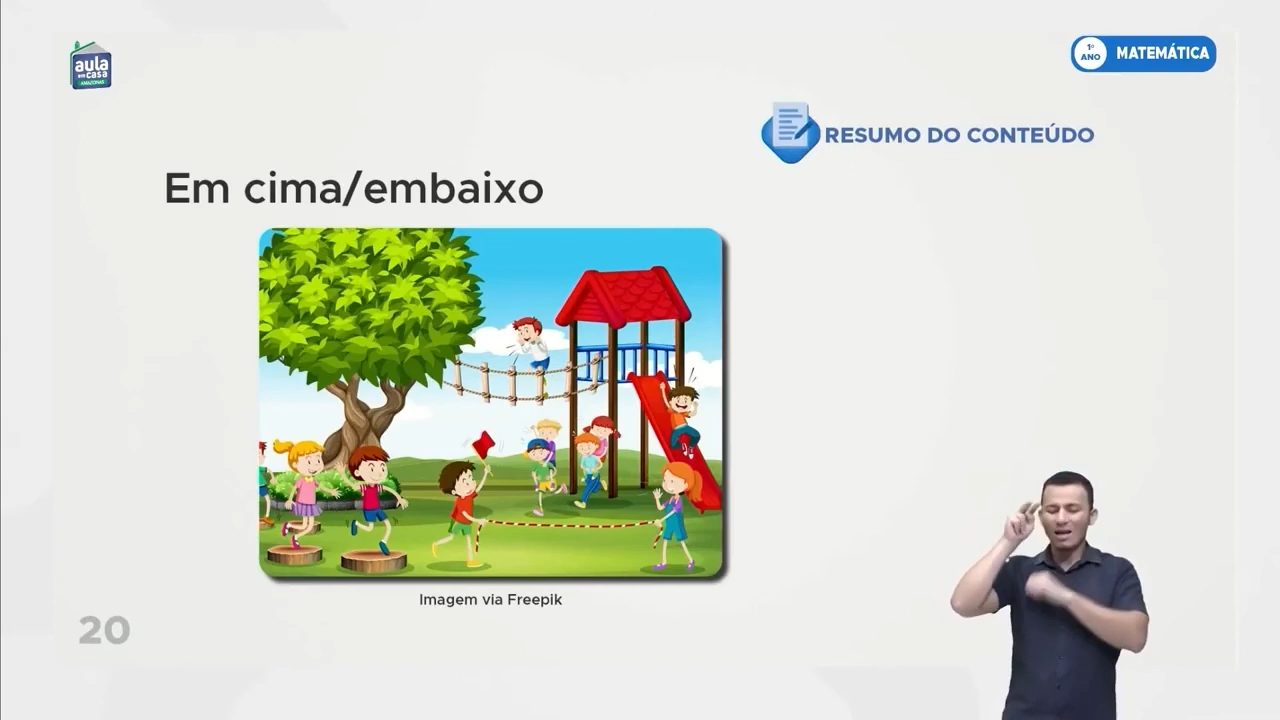 aula
em casa
AMAZONAS
1º
ANO
MATEMÁTICA
RESUMO DO CONTEÚDO
Em cima/embaixo
Imagem via Freepik
20